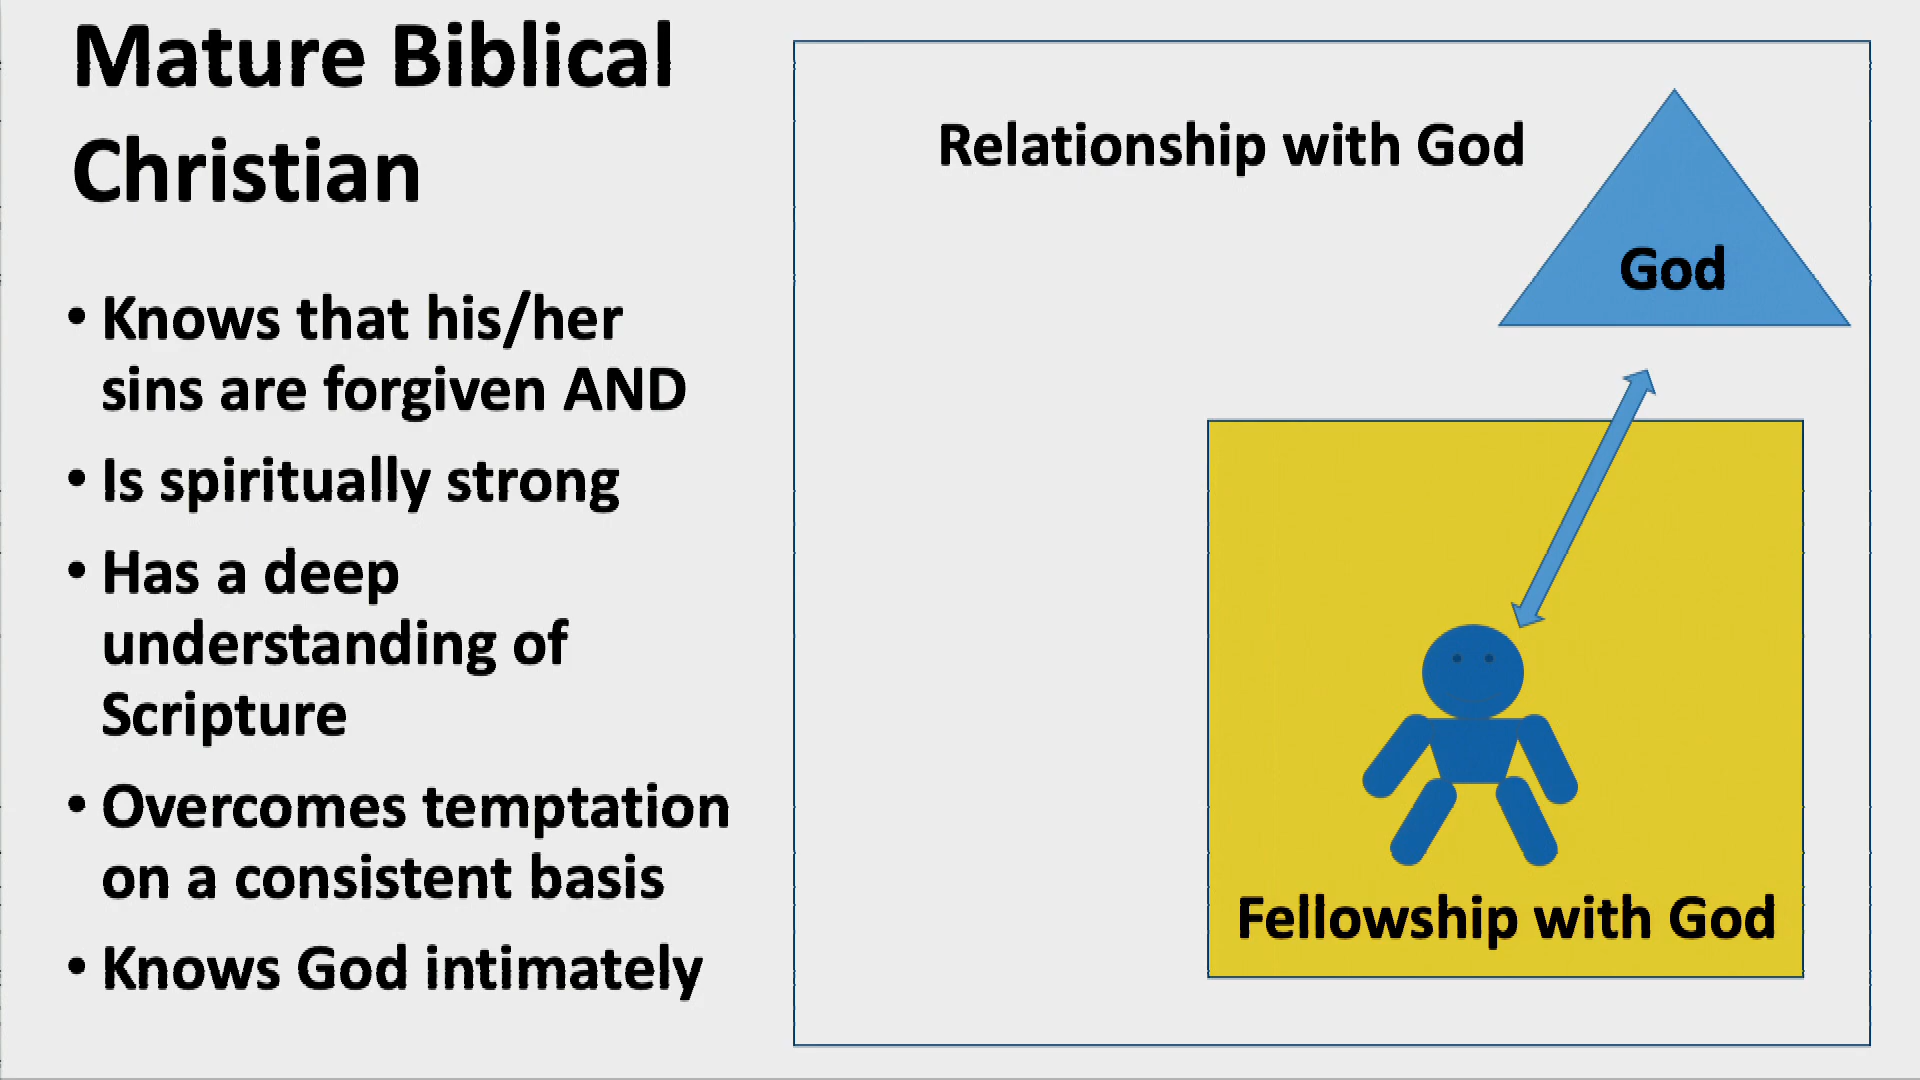 Mature Biblical
Christian
• Knows that his/her
sins are forgiven AND
• Is spiritually strong
• Has a deep
understanding of
Scripture
• Overcomes temptation
on a consistent basis
• Knows God intimately
Relationship with God
God
Fellowship with God